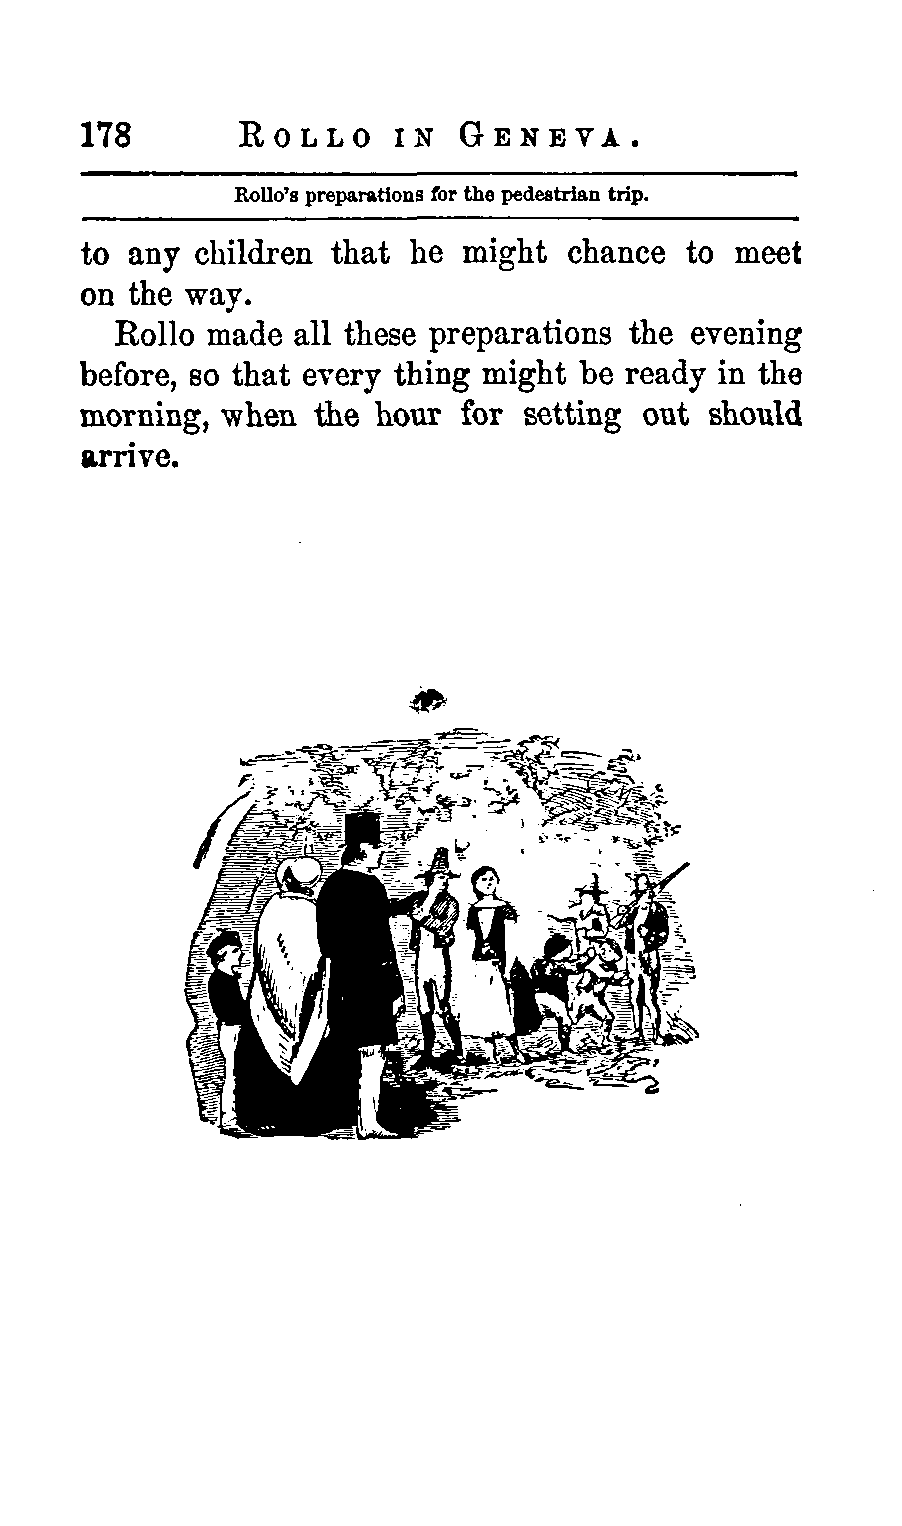 178 ROLLO IN GENEVA.
Rollo's preparations for the pedestrian trip.
to any children that he might chance to meet
on the way.
Rollo made all these preparations the evening
before, so that every thing might be ready in the
morning, when the hour for setting out should
arrive.